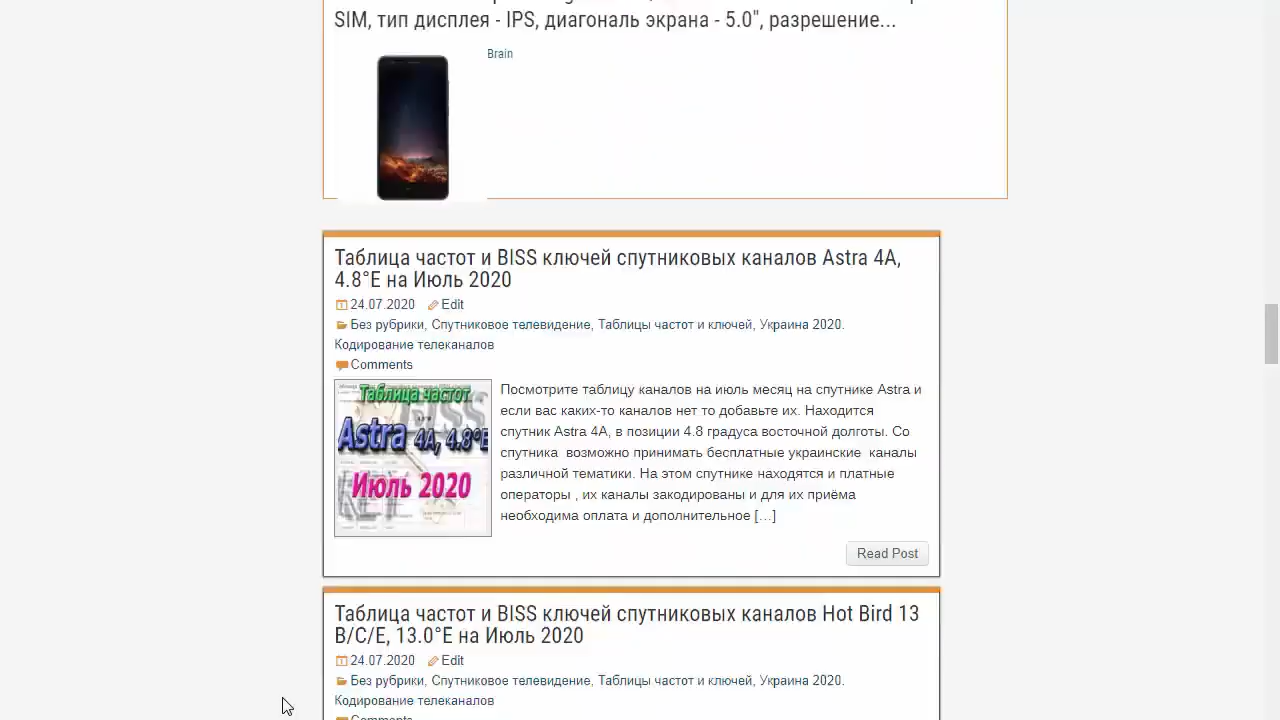 SIM, тип дисплея - IPS, диагональ экрана - 5.0", разрешение...
Brain
Таблица частот и BISS ключей спутниковых каналов Astra 4A,
4.8°E на Июль 2020
24.07.2020 Edit
Без рубрики, Спутниковое телевидение, Таблицы частот и ключей, Украина 2020.
Кодирование телеканалов
Comments
Таблица частот
Astra 4A, 4.8°E
Июль 2020
Посмотрите таблицу каналов на июль месяц на спутнике Astra и
если вас каких-то каналов нет то добавьте их. Находится
спутник Astra 4A, в позиции 4.8 градуса восточной долготы. Со
спутника возможно принимать бесплатные украинские каналы
различной тематики. На этом спутнике находятся и платные
операторы , их каналы закодированы и для их приёма
необходима оплата и дополнительное […]
Read Post
Таблица частот и BISS ключей спутниковых каналов Hot Bird 13
B/C/E, 13.0°E на Июль 2020
24.07.2020 Edit
Без рубрики, Спутниковое телевидение, Таблицы частот и ключей, Украина 2020.
Кодирование телеканалов
Comments